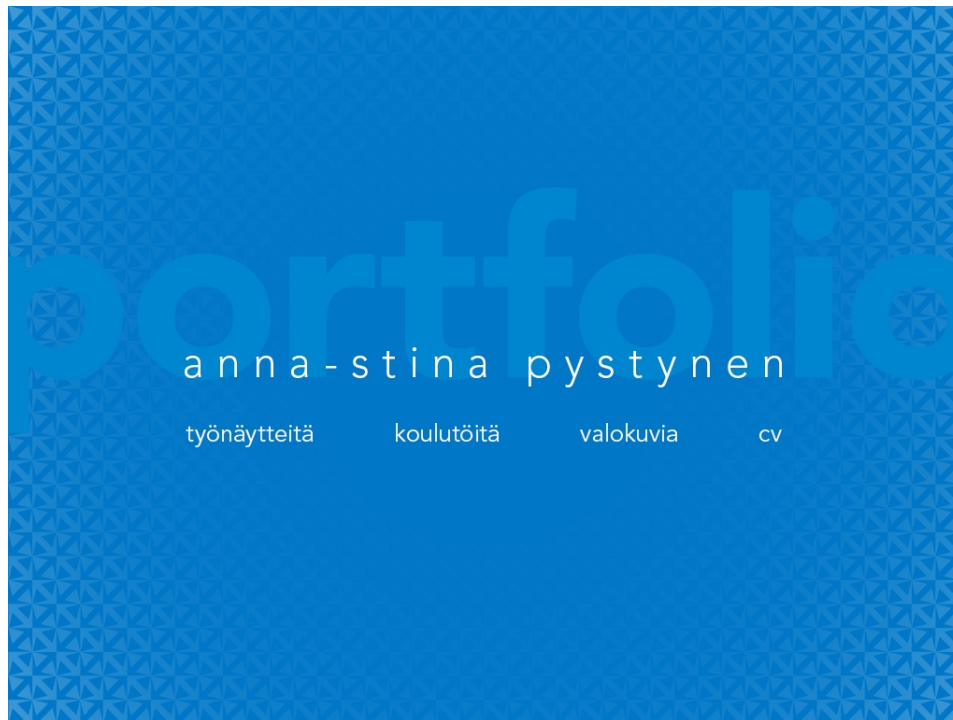 portfolio
anna-stina pystynen
työnäytteitä koulutöitä valokuvia cv